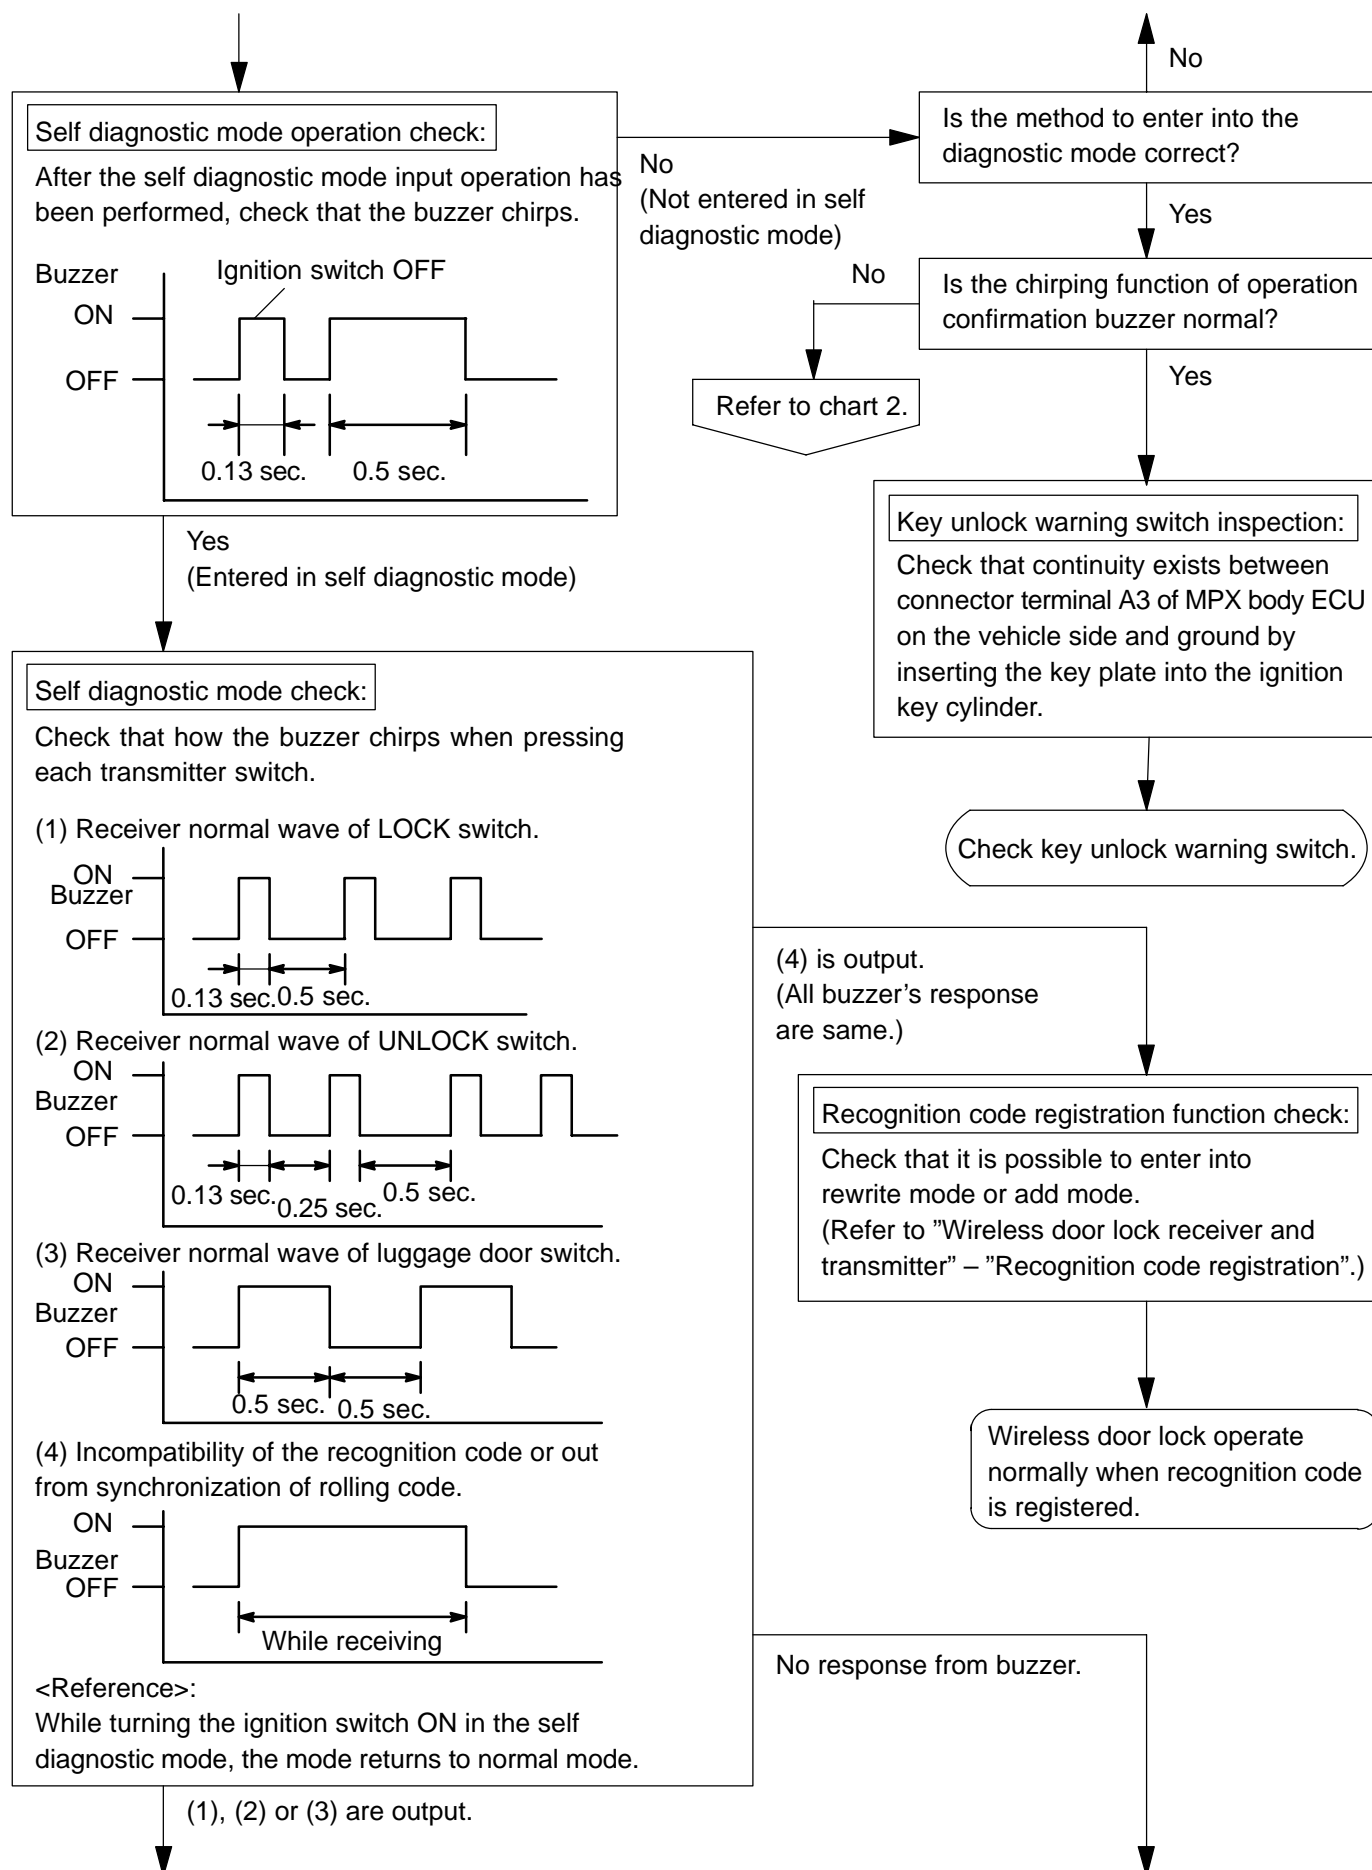 Self diagnostic mode operation check:
After the self diagnostic mode input operation has
been performed, check that the buzzer chirps.
Buzzer
Ignition switch OFF
ON
OFF
0.13 sec.
0.5 sec.
No
(Not entered in self
diagnostic mode)
No
Is the method to enter into the
diagnostic mode correct?
Yes
No
Is the chirping function of operation
confirmation buzzer normal?
Refer to chart 2.
Yes
Key unlock warning switch inspection:
Check that continuity exists between
connector terminal A3 of MPX body ECU
on the vehicle side and ground by
inserting the key plate into the ignition
key cylinder.
Check key unlock warning switch.
Yes
(Entered in self diagnostic mode)
Self diagnostic mode check:
Check that how the buzzer chirps when pressing
each transmitter switch.
(1) Receiver normal wave of LOCK switch.
ON
Buzzer
OFF
0.13 sec.
0.5 sec.
(2) Receiver normal wave of UNLOCK switch.
ON
Buzzer
OFF
0.13 sec.
0.25 sec.
0.5 sec.
(3) Receiver normal wave of luggage door switch.
ON
Buzzer
OFF
0.5 sec.
0.5 sec.
(4) Incompatibility of the recognition code or out
from synchronization of rolling code.
ON
Buzzer
OFF
While receiving
<Reference>:
While turning the ignition switch ON in the self
diagnostic mode, the mode returns to normal mode.
(4) is output.
(All buzzer’s response
are same.)
Recognition code registration function check:
Check that it is possible to enter into
rewrite mode or add mode.
(Refer to ”Wireless door lock receiver and
transmitter” – ”Recognition code registration”.)
Wireless door lock operate
normally when recognition code
is registered.
No response from buzzer.
(1), (2) or (3) are output.